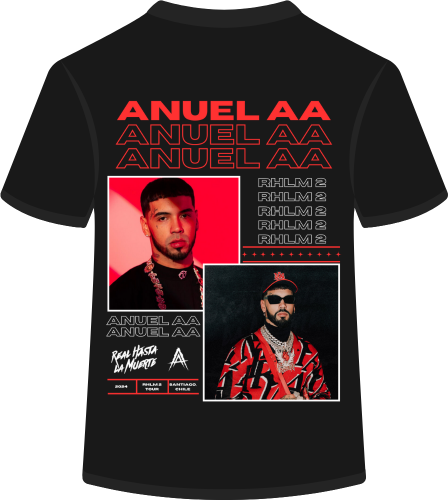 ANUEL AA
ANUEL AA
ANUEL AA
RHLM 2
RHLM 2
RHLM 2
RHLM 2
RHLM 2
ANUEL AA
ANUEL AA
REAL HASTA
LA MUERTE
AA
2024
RHLM 2
TOUR
SANTIAGO,
CHILE